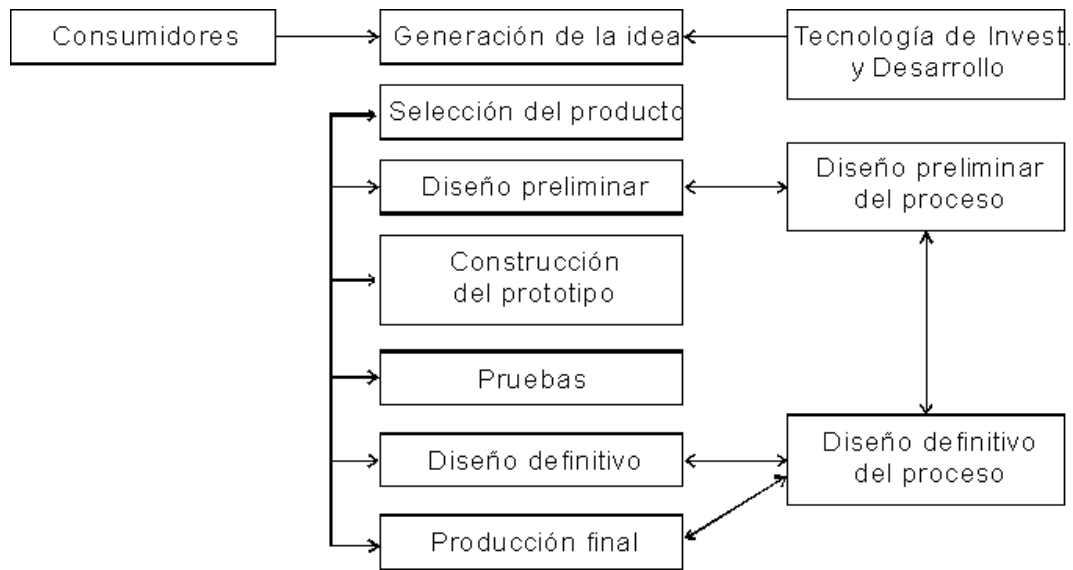 Consumidores
Generación de la idea
Tecnología de Invest.
y Desarrollo
Selección del producto
Diseño preliminar
Diseño preliminar
del proceso
Construcción
del prototipo
Pruebas
Diseño definitivo
Diseño definitivo
del proceso
Producción final